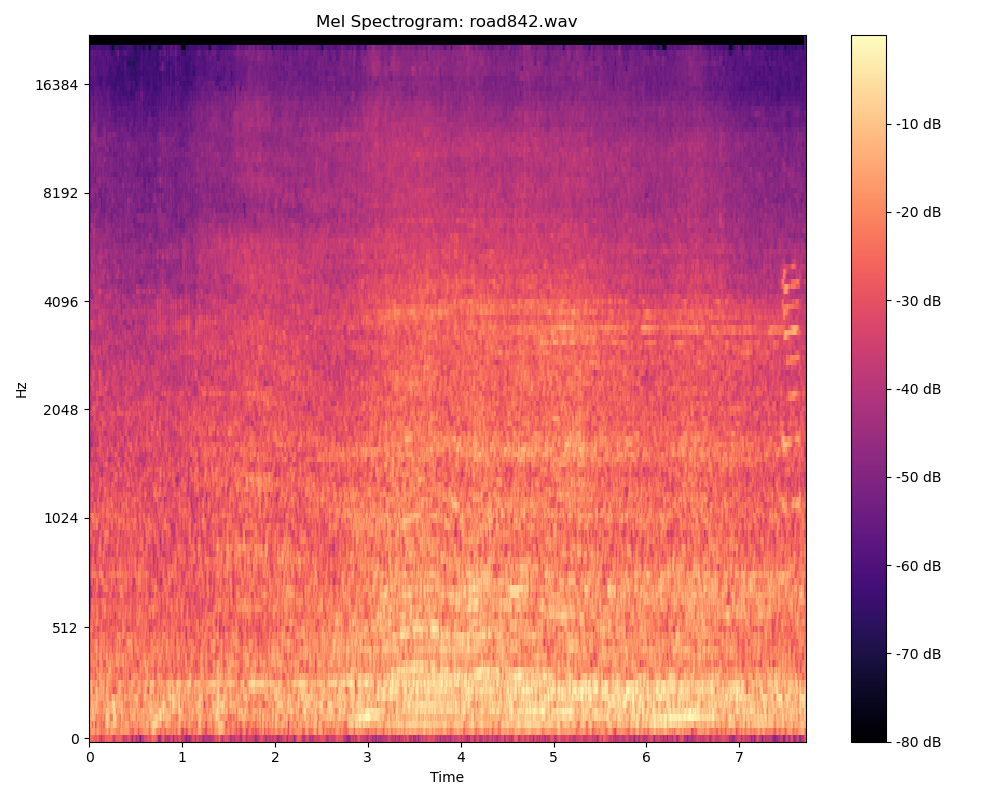 Mel Spectrogram: road842.wav
Hz
16384
8192
4096
2048
1024
512
0
0 1 2 3 4 5 6 7
Time
-10 dB
-20 dB
-30 dB
-40 dB
-50 dB
-60 dB
-70 dB
-80 dB